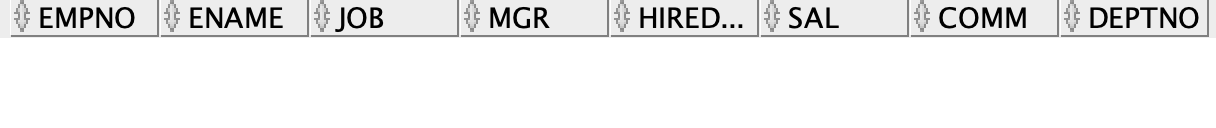 EMPNO ENAME JOB MGR HIRED... SAL COMM DEPTNO